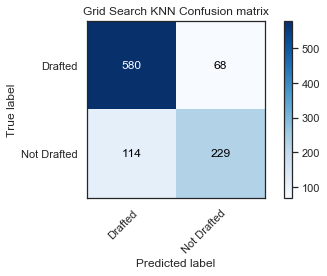 Grid Search KNN Confusion matrix
Drafted
580
68
Not Drafted
114
229
True label
Drafted
Not Drafted
Predicted label
500
400
300
200
100